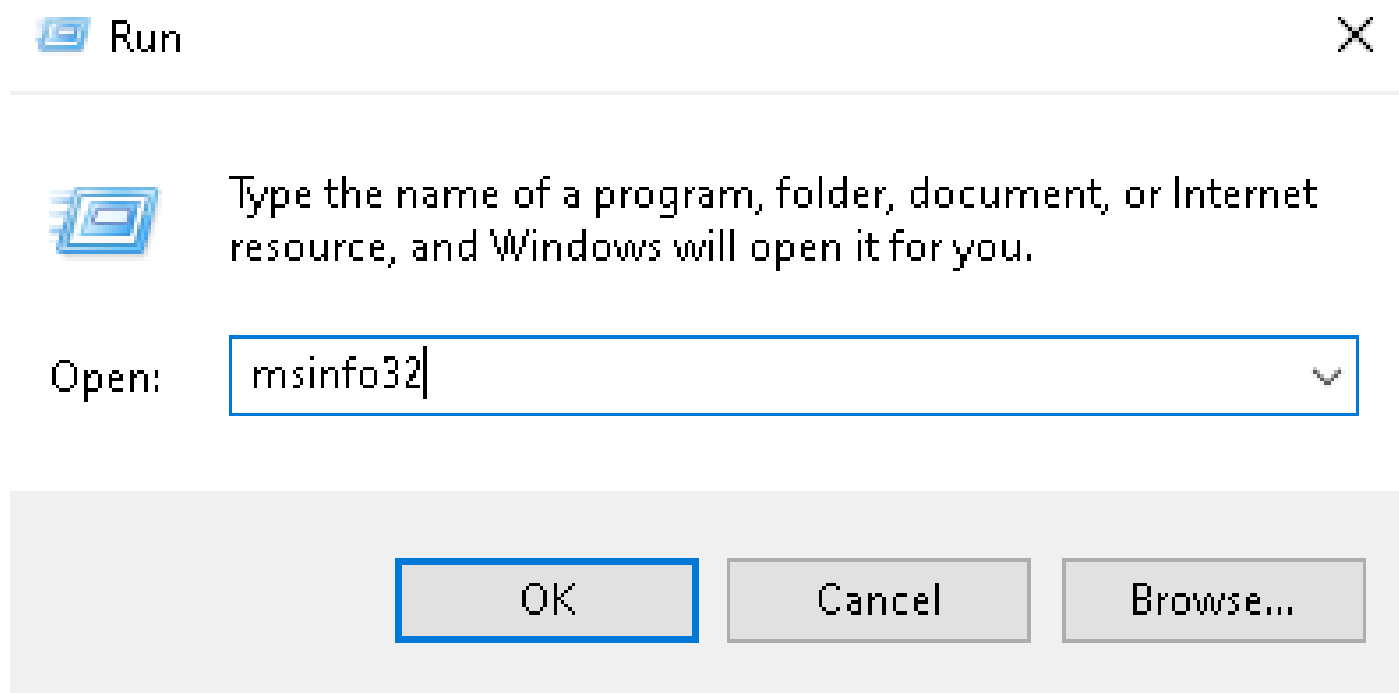 Run
Type the name of a program, folder, document, or Internet
resource, and Windows will open it for you.
Open:
msinfo32
OK
Cancel
Browse...